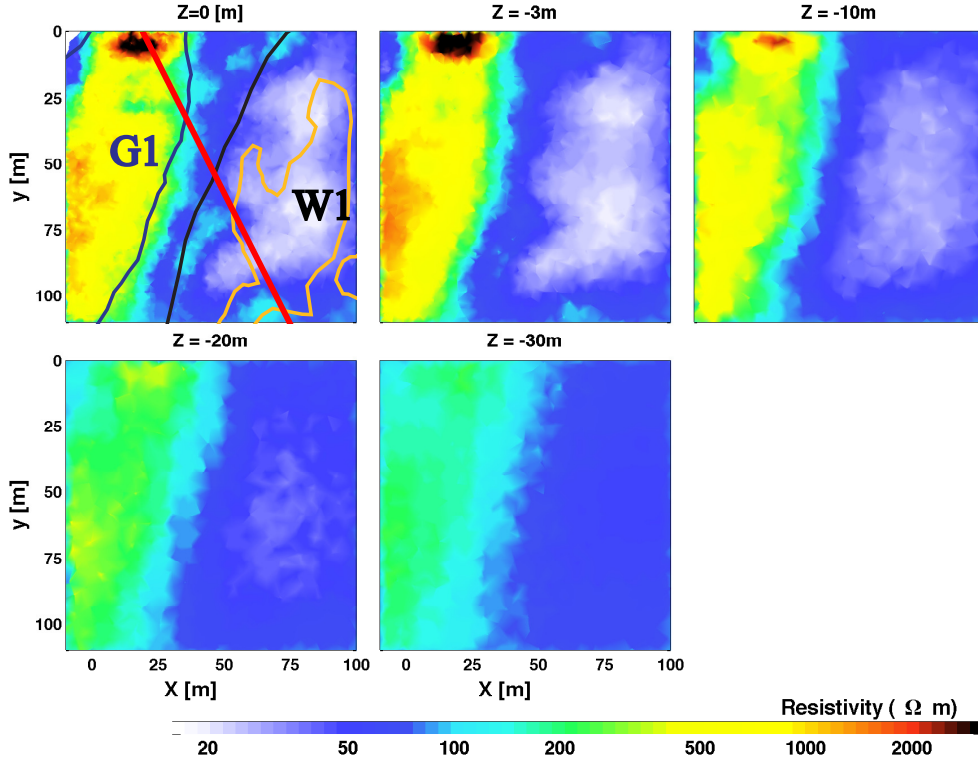 Z=0 [m]
Z = -3m
Z = -10m
0
25
50
75
100
y [m]
G1
W1
Z = -20m
Z = -30m
0
25
50
75
100
y [m]
0 25 50 75 100
0 25 50 75 100
X [m]
X [m]
Resistivity ( Ω m)
20 50 100 200 500 1000 2000